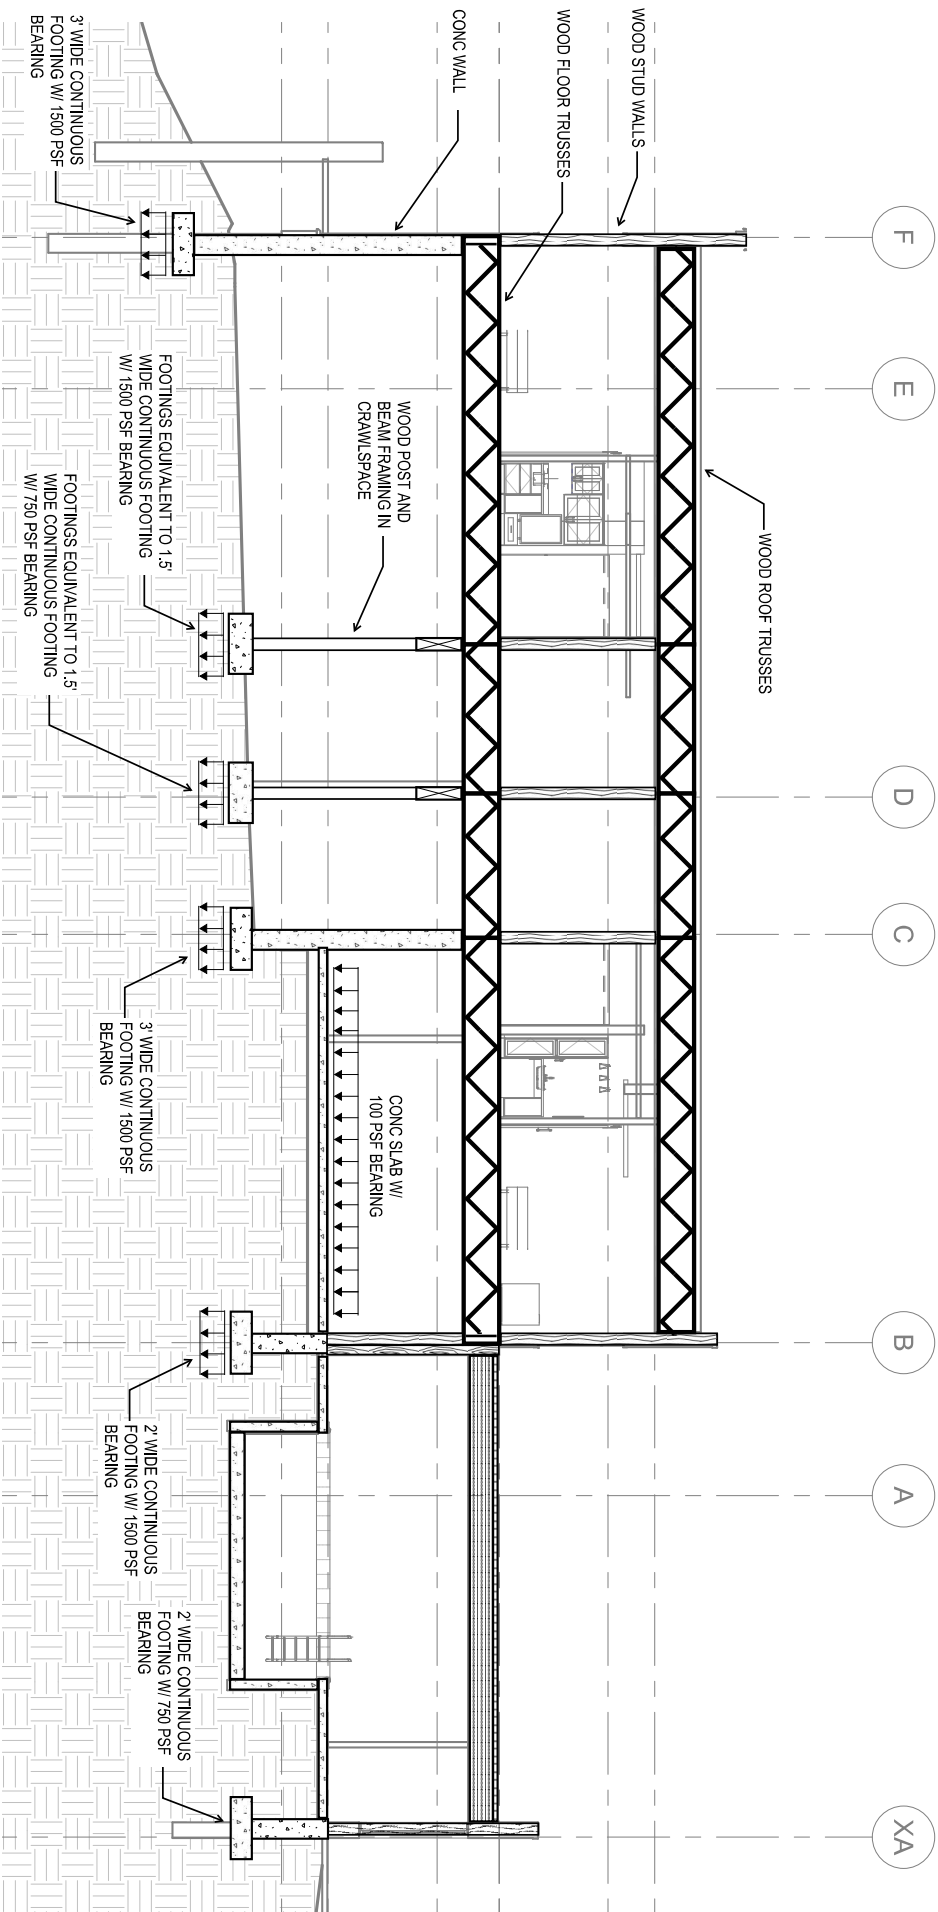 F
E
D
C
B
A
XA
WOOD STUD WALLS
WOOD FLOOR TRUSSES
CONC WALL
WOOD ROOF TRUSSES
WOOD POST AND
BEAM FRAMING IN
CRAWLSPACE
CONC SLAB W/
100 PSF BEARING
3' WIDE CONTINUOUS
FOOTING W/ 1500 PSF
BEARING
FOOTINGS EQUIVALENT TO 1.5'
WIDE CONTINUOUS FOOTING
W/ 1500 PSF BEARING
FOOTINGS EQUIVALENT TO 1.5'
WIDE CONTINUOUS FOOTING
W/750 PSF BEARING
3' WIDE CONTINUOUS
FOOTING W/ 1500 PSF
BEARING
2' WIDE CONTINUOUS
FOOTING W/ 1500 PSF
BEARING
2' WIDE CONTINUOUS
FOOTING W/ 750 PSF
BEARING